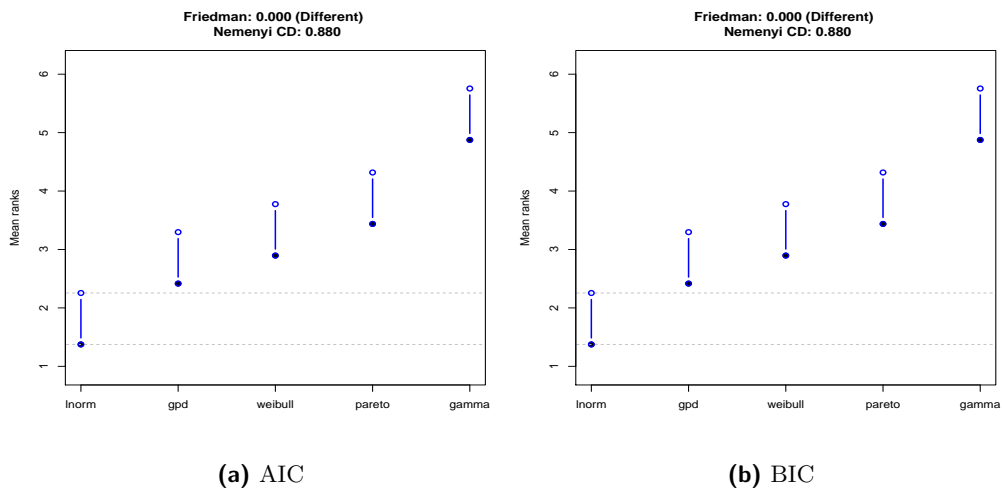 Friedman: 0.000 (Different)
Nemenyi CD: 0.880
Mean ranks
6
5
4
3
2
1
lnorm gpd weibull pareto gamma
(a) AIC
Friedman: 0.000 (Different)
Nemenyi CD: 0.880
Mean ranks
6
5
4
3
2
1
lnorm gpd weibull pareto gamma
(b) BIC